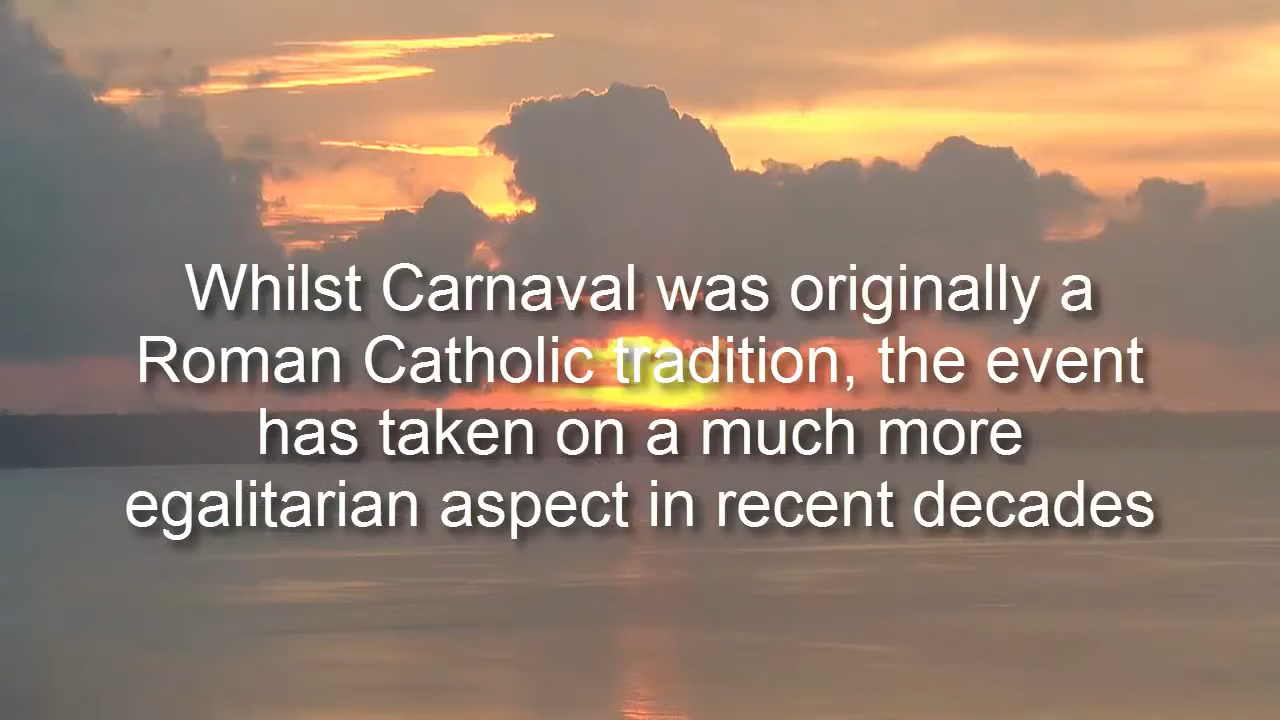 Whilst Carnaval was originally a
Roman Catholic tradition, the event
has taken on a much more
egalitarian aspect in recent decades